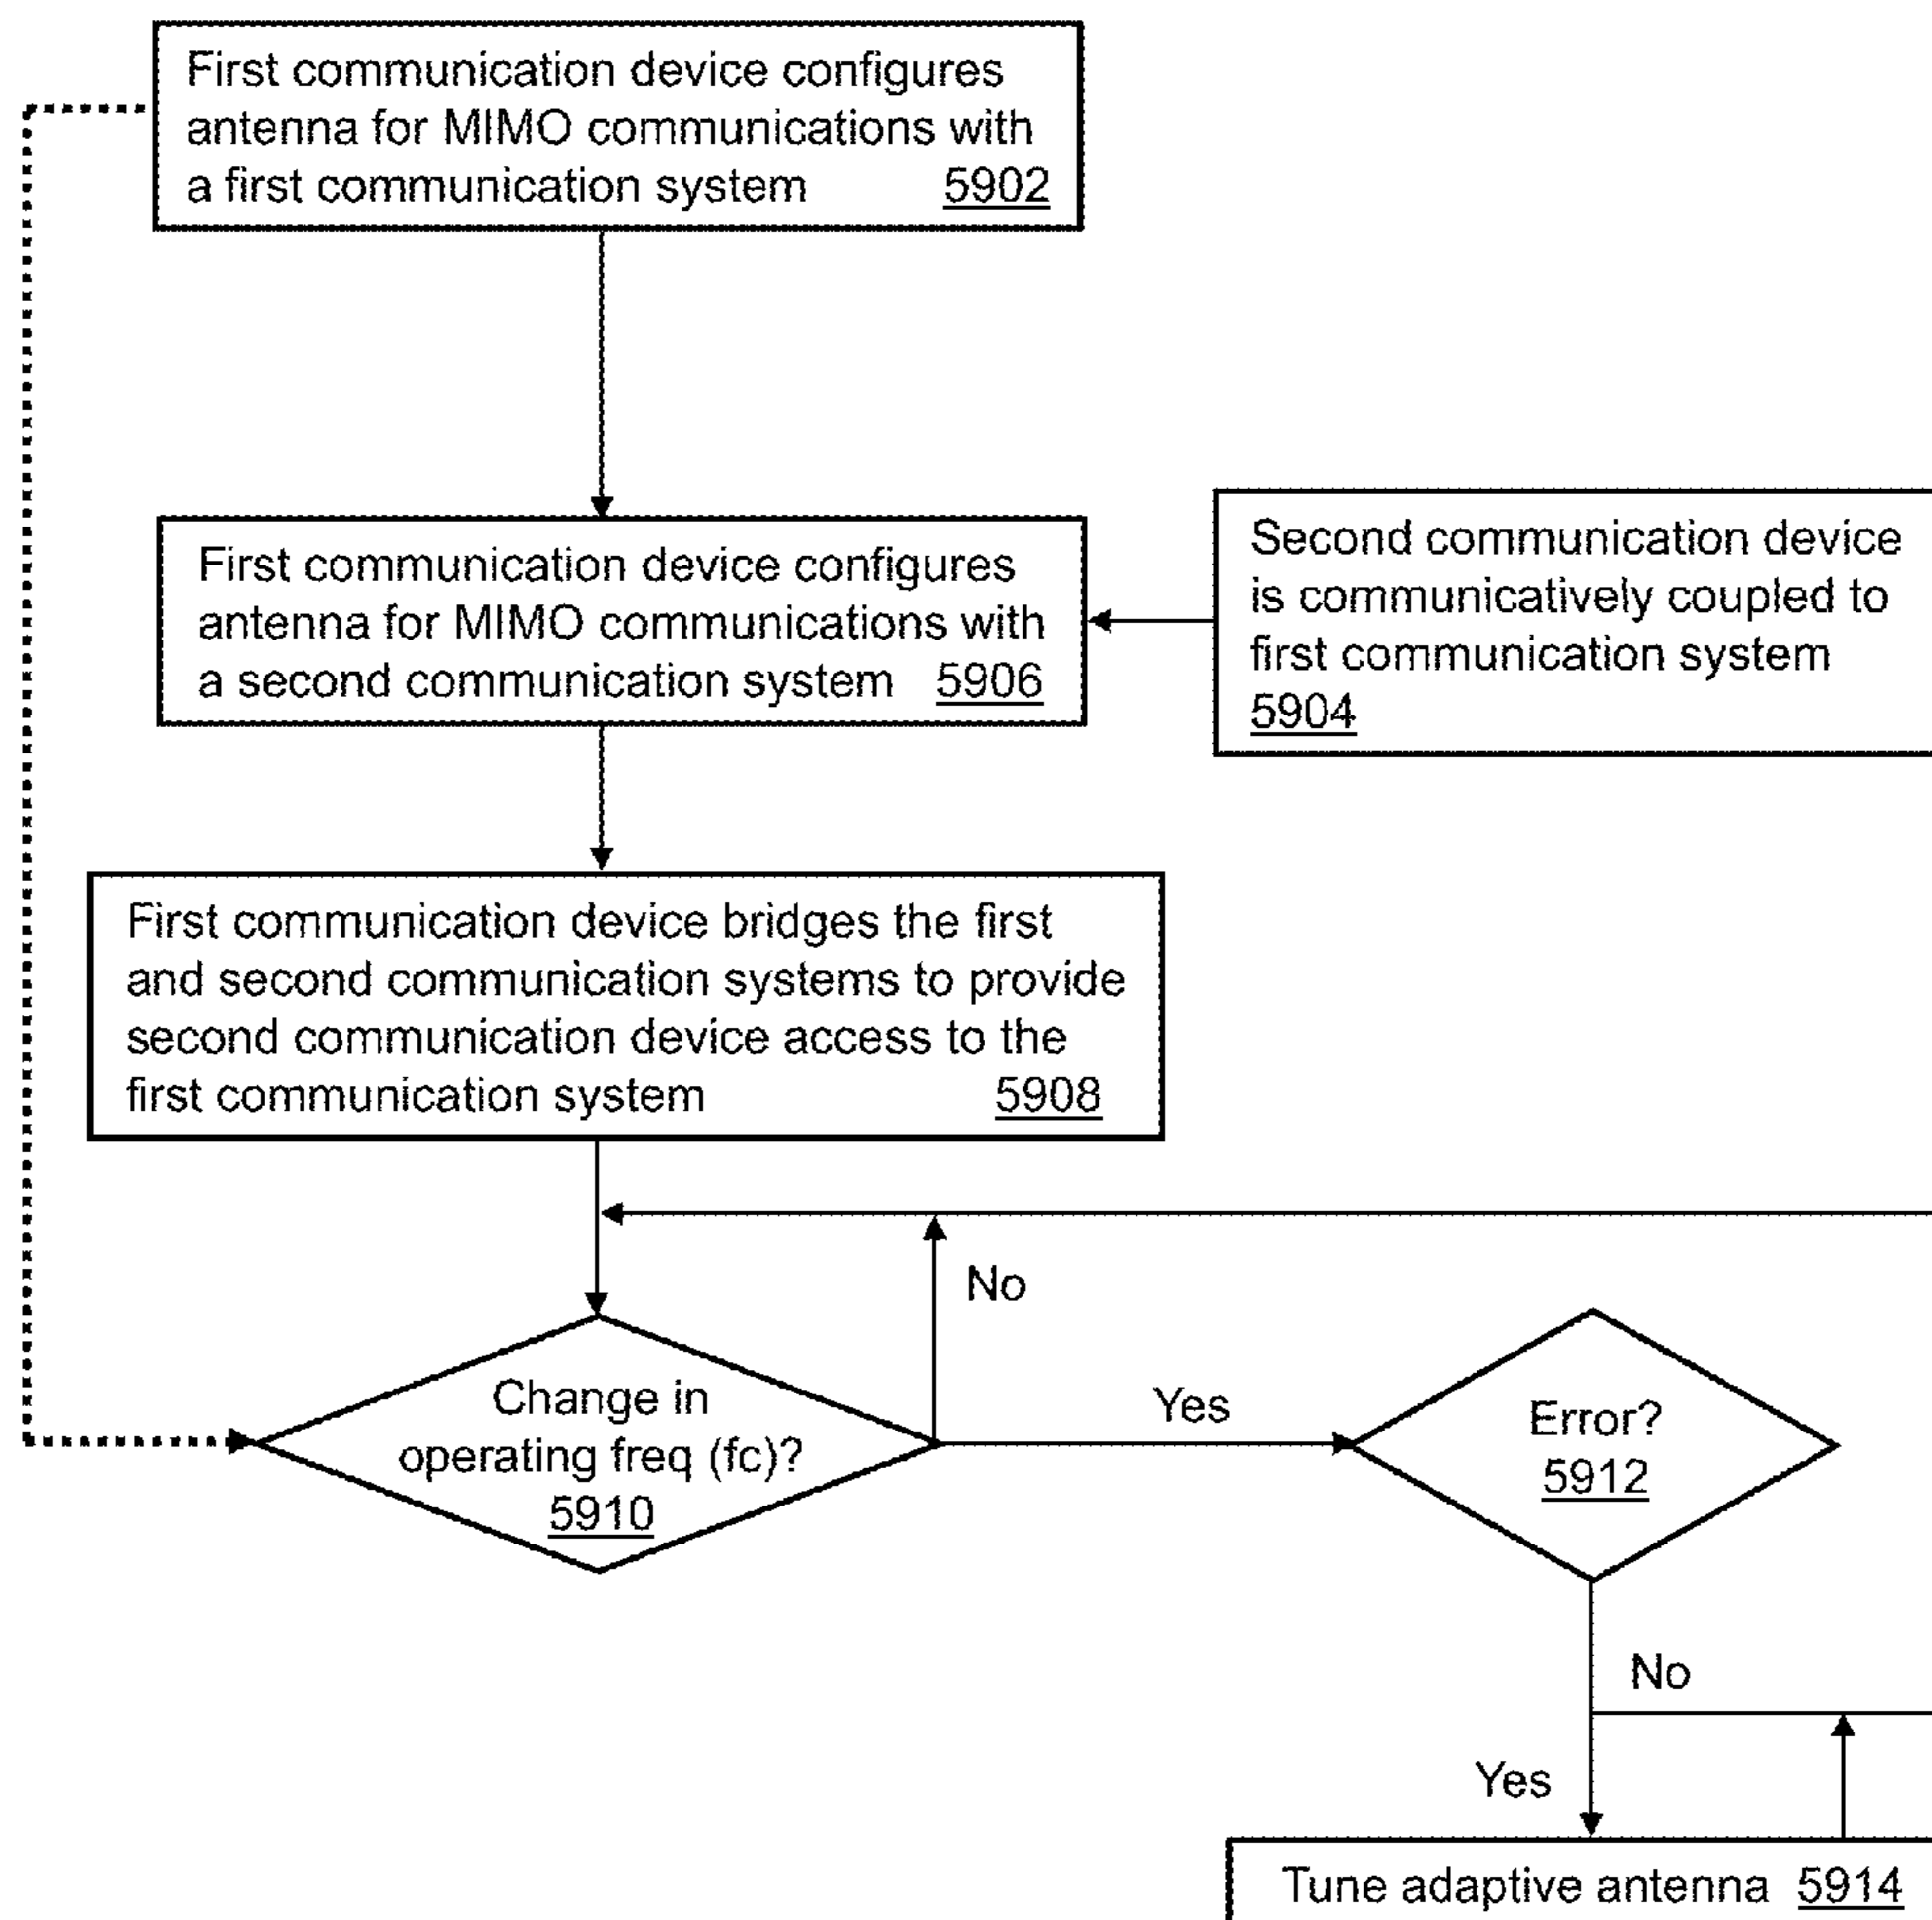 First communication device configures
antenna for MIMO communications with
a first communication system 5902
First communication device configures
antenna for MIMO communications with
a second communication system 5906
Second communication device
is communicatively coupled to
first communication system
5904
First communication device bridges the first
and second communication systems to provide
second communication device access to the
first communication system 5908
No
Change in
operating freq (fc)?
5910
Yes
Error?
5912
No
Yes
Tune adaptive antenna 5914